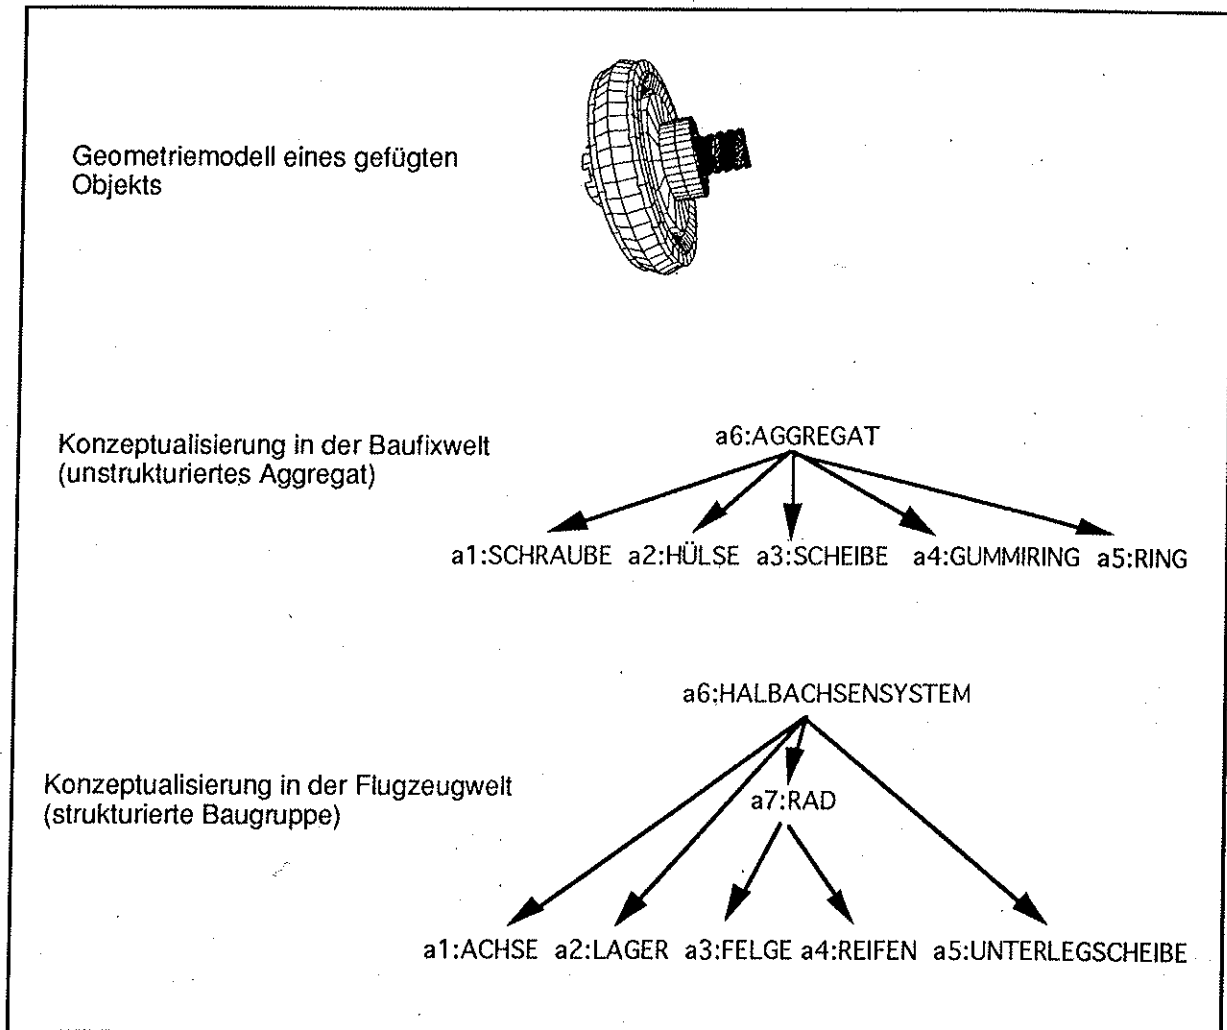 Geometriemodell eines gefügten
Objekts
Konzeptualisierung in der Baufixwelt
(unstrukturiertes Aggregat)
a6:AGGREGAT
a1:SCHRAUBE a2:HÜLSE a3:SCHEIBE a4:GUMMIRING a5:RING
a6:HALBACHSENSYSTEM
Konzeptualisierung in der Flugzeugwelt
(strukturierte Baugruppe)
a7:RAD
a1:ACHSE a2:LAGER a3:FELGE a4:REIFEN a5:UNTERLEGSCHEIBE